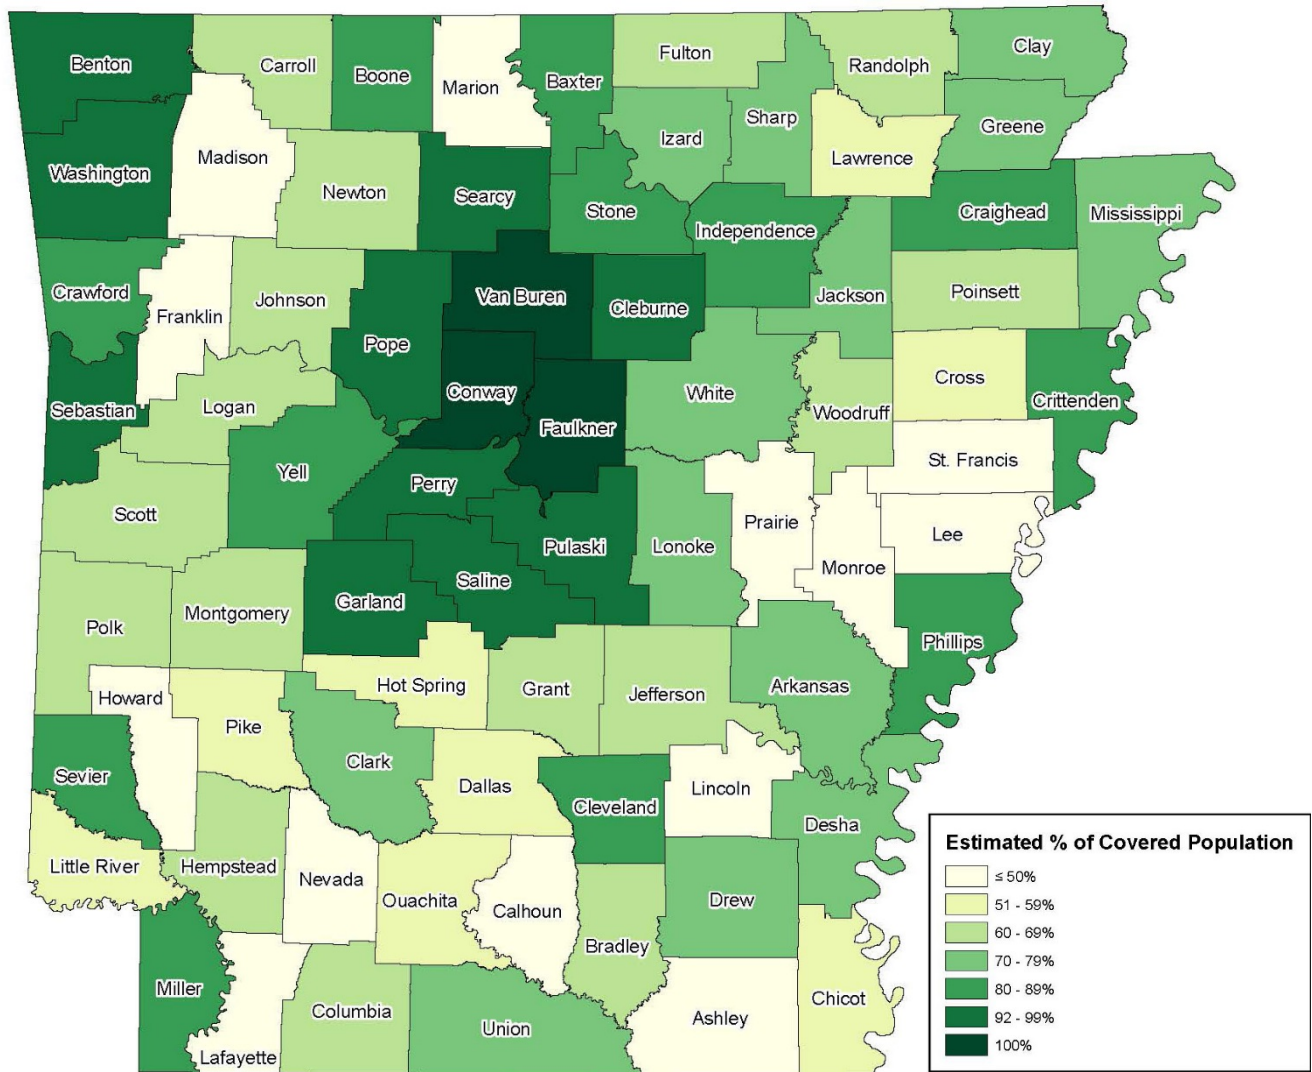 Benton
Carroll
Boone
Marion
Baxter
Fulton
Randolph
Clay
Washington
Madison
Newton
Searcy
Stone
Izard
Sharp
Lawrence
Greene
Independence
Craighead
Mississippi
Crawford
Franklin
Johnson
Pope
Van Buren
Cleburne
Jackson
Poinsett
Sebastian
Logan
Conway
Faulkner
White
Woodruff
Cross
Crittenden
Scott
Yell
Perry
Pulaski
Lonoke
Prairie
Monroe
St. Francis
Lee
Polk
Montgomery
Garland
Saline
Phillips
Howard
Pike
Hot Spring
Grant
Jefferson
Arkansas
Sevier
Clark
Dallas
Cleveland
Lincoln
Desha
Little River
Hempstead
Nevada
Ouachita
Calhoun
Bradley
Drew
Miller
Lafayette
Columbia
Union
Ashley
Chicot
Estimated % of Covered Population
≤ 50%
51 - 59%
60 - 69%
70 - 79%
80 - 89%
92 - 99%
100%